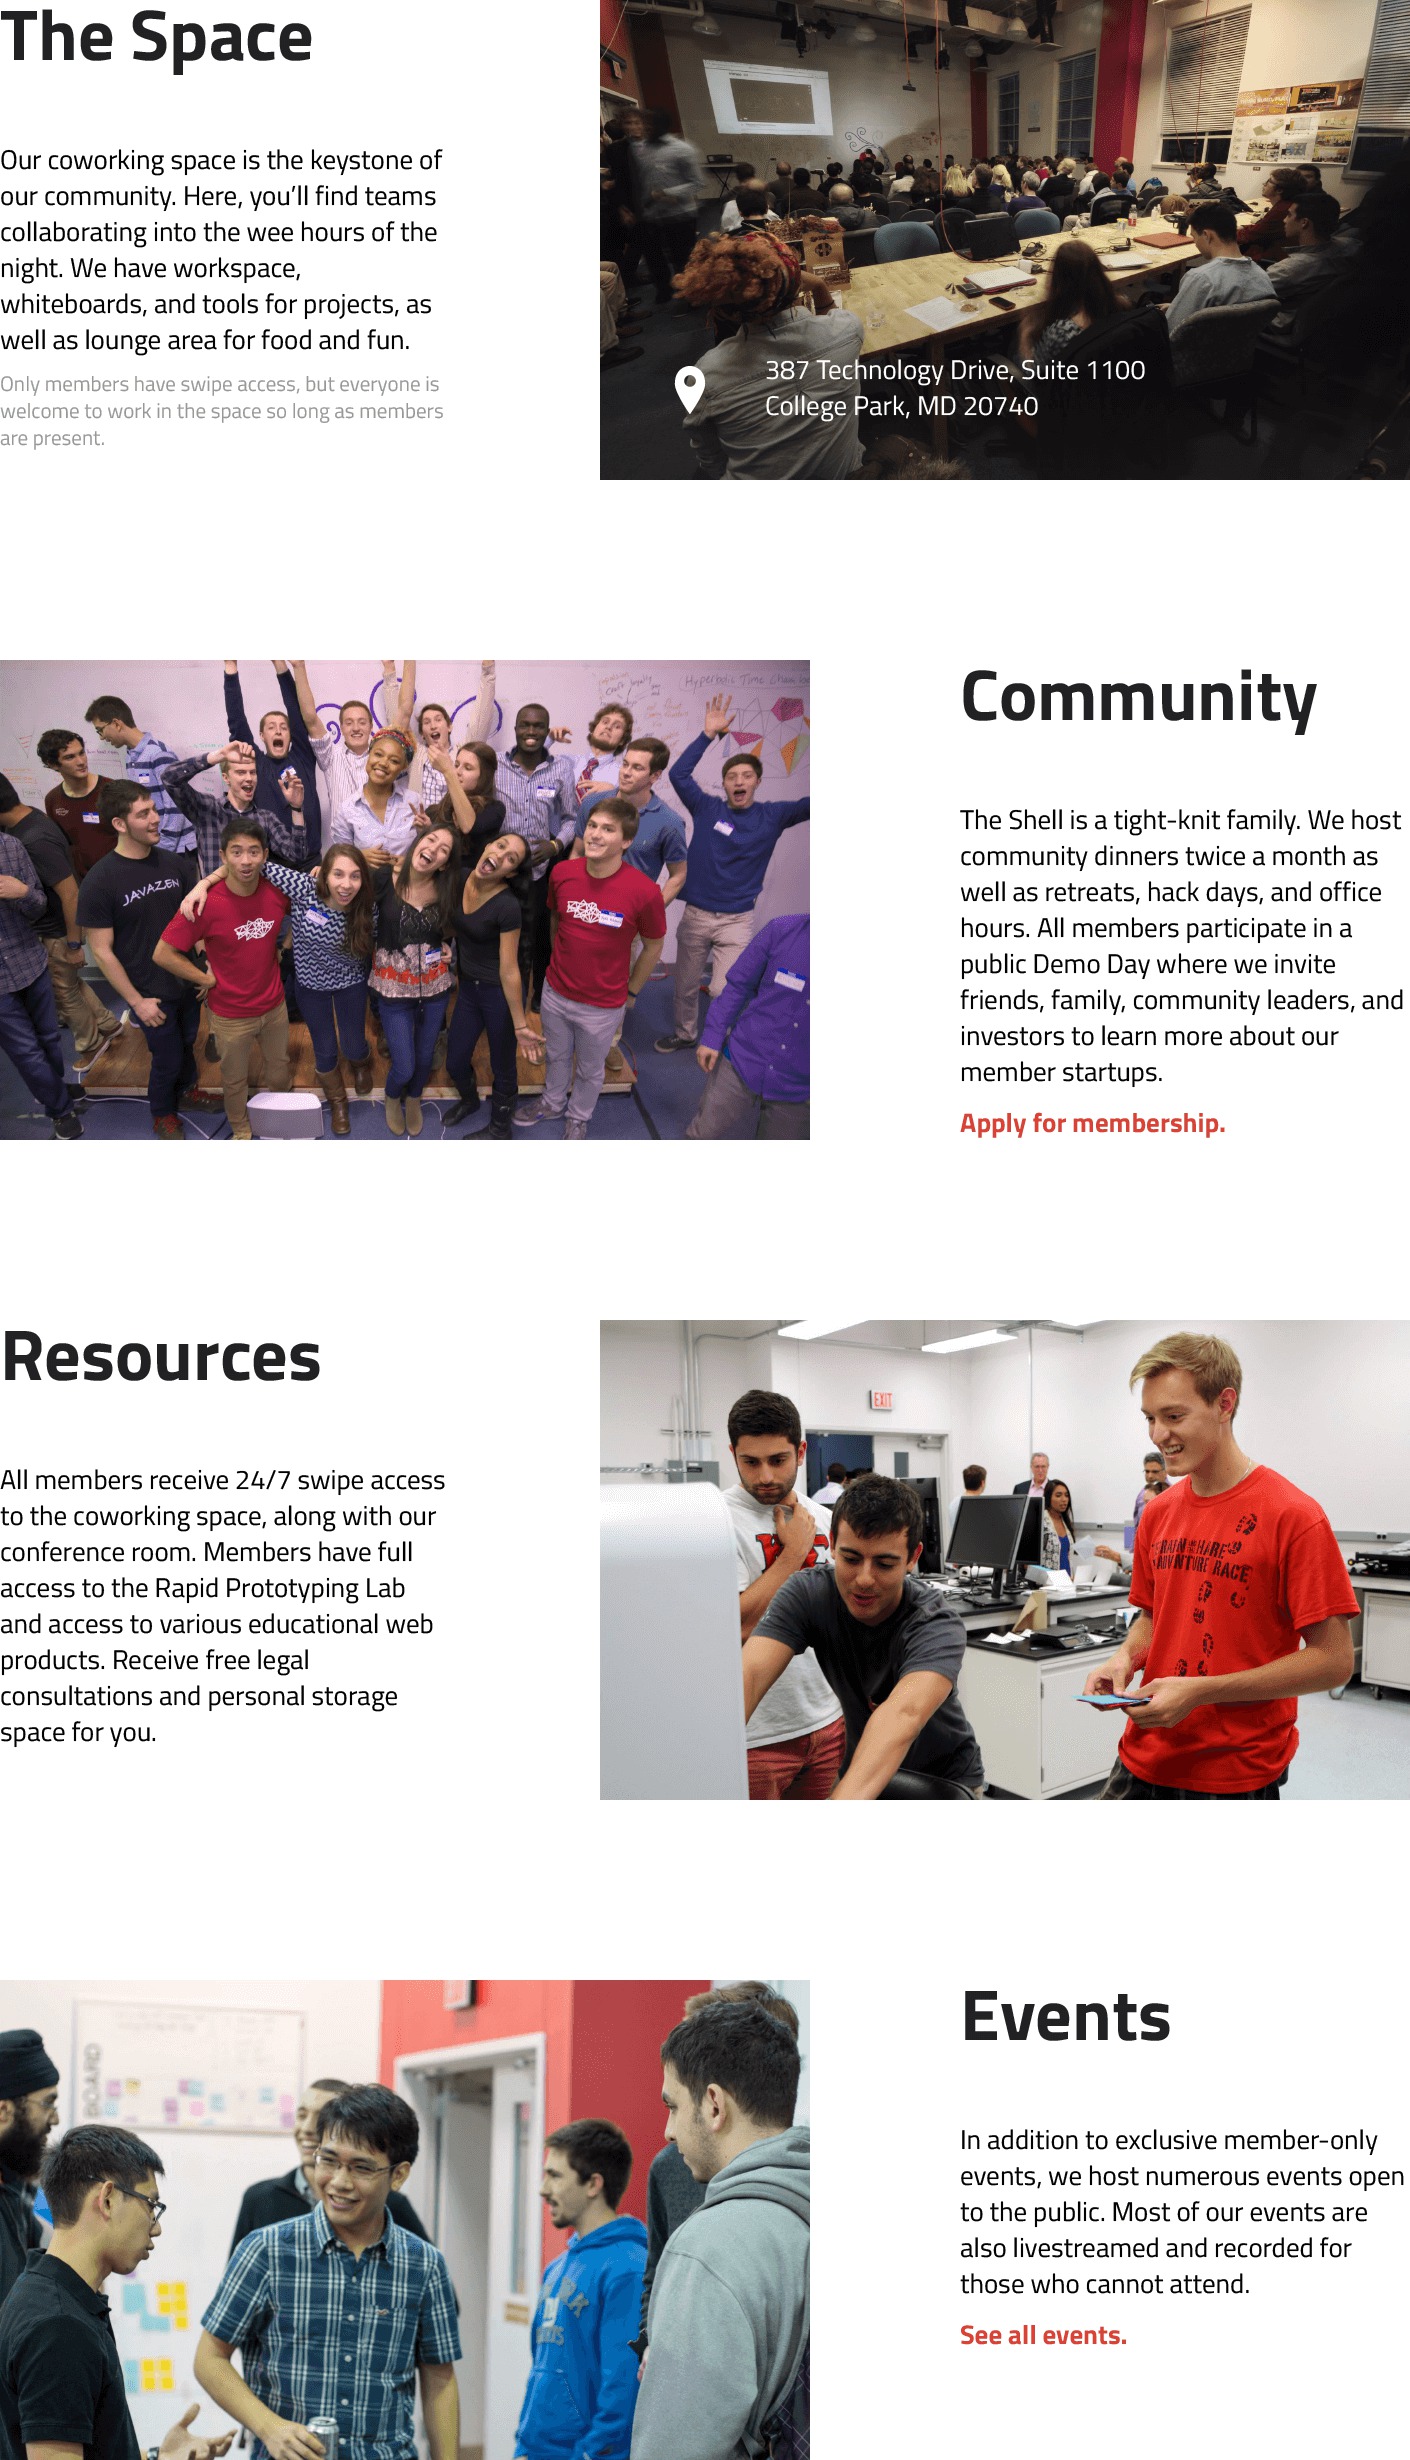 The Space
Our coworking space is the keystone of
our community. Here, you’ll find teams
collaborating into the wee hours of the
night. We have workspace,
whiteboards, and tools for projects, as
well as lounge area for food and fun.
Only members have swipe access, but everyone is
welcome to work in the space so long as members
are present.
387 Technology Drive, Suite 1100
College Park, MD 20740
Hyperbolic Time Chamber
JAVAZEN
Community
The Shell is a tight-knit family. We host
community dinners twice a month as
well as retreats, hack days, and office
hours. All members participate in a
public Demo Day where we invite
friends, family, community leaders, and
investors to learn more about our
member startups.
Apply for membership.
Resources
All members receive 24/7 swipe access
to the coworking space, along with our
conference room. Members have full
access to the Rapid Prototyping Lab
and access to various educational web
products. Receive free legal
consultations and personal storage
space for you.
EXIT
RACE
BOARD
Events
In addition to exclusive member-only
events, we host numerous events open
to the public. Most of our events are
also livestreamed and recorded for
those who cannot attend.
See all events.